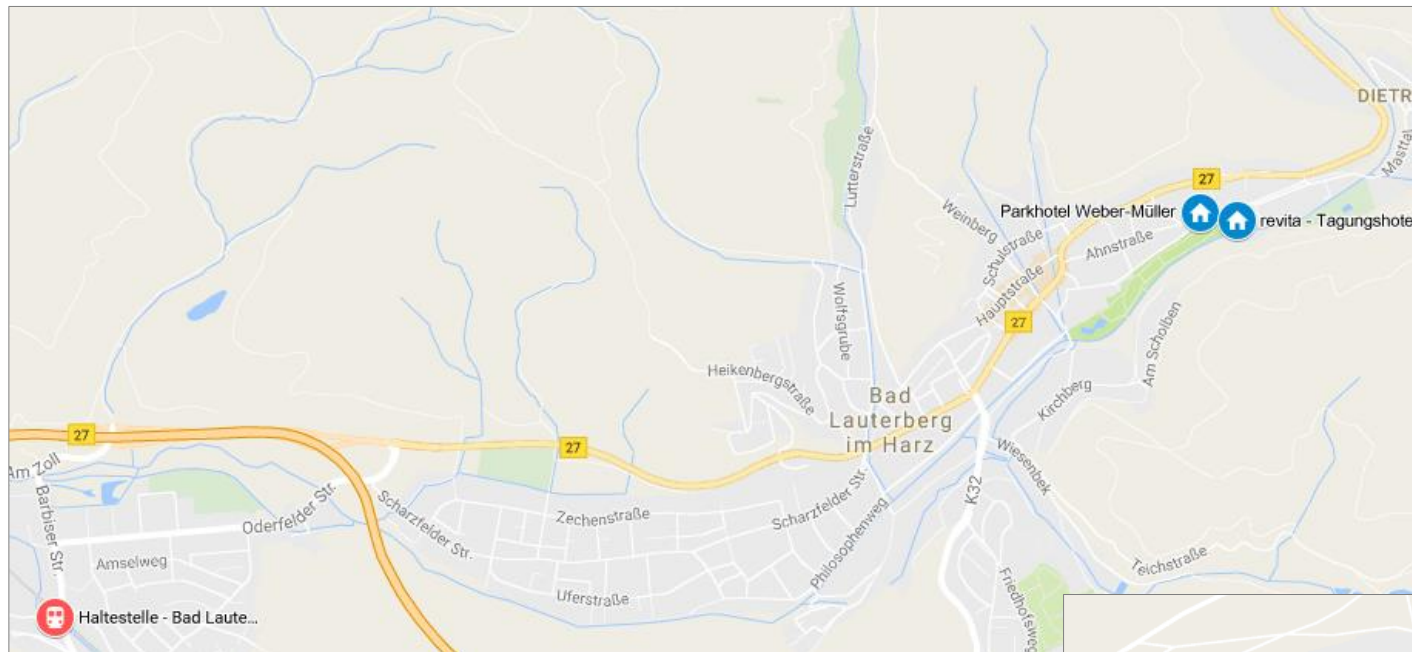 DIETR
Masttal
27
Parkhotel Weber-Müller
revita - Tagungshote
Lutterstraße
Weinberg
Schulstraße
Ahnstraße
Hauptstraße
27
Wolfsgrube
Am Scholben
Heikenbergstraße
Kirchberg
Bad
Lauterberg
im Harz
27
27
Am Zoll
Barbiser Str.
Oderfelder Str.
Scharzfelder Str.
Zechenstraße
Scharzfelder Str.
Philosophenweg
K32
Wiesenbek
Amselweg
Uferstraße
Teichstraße
Friedhofsweg
Haltestelle - Bad Laute...